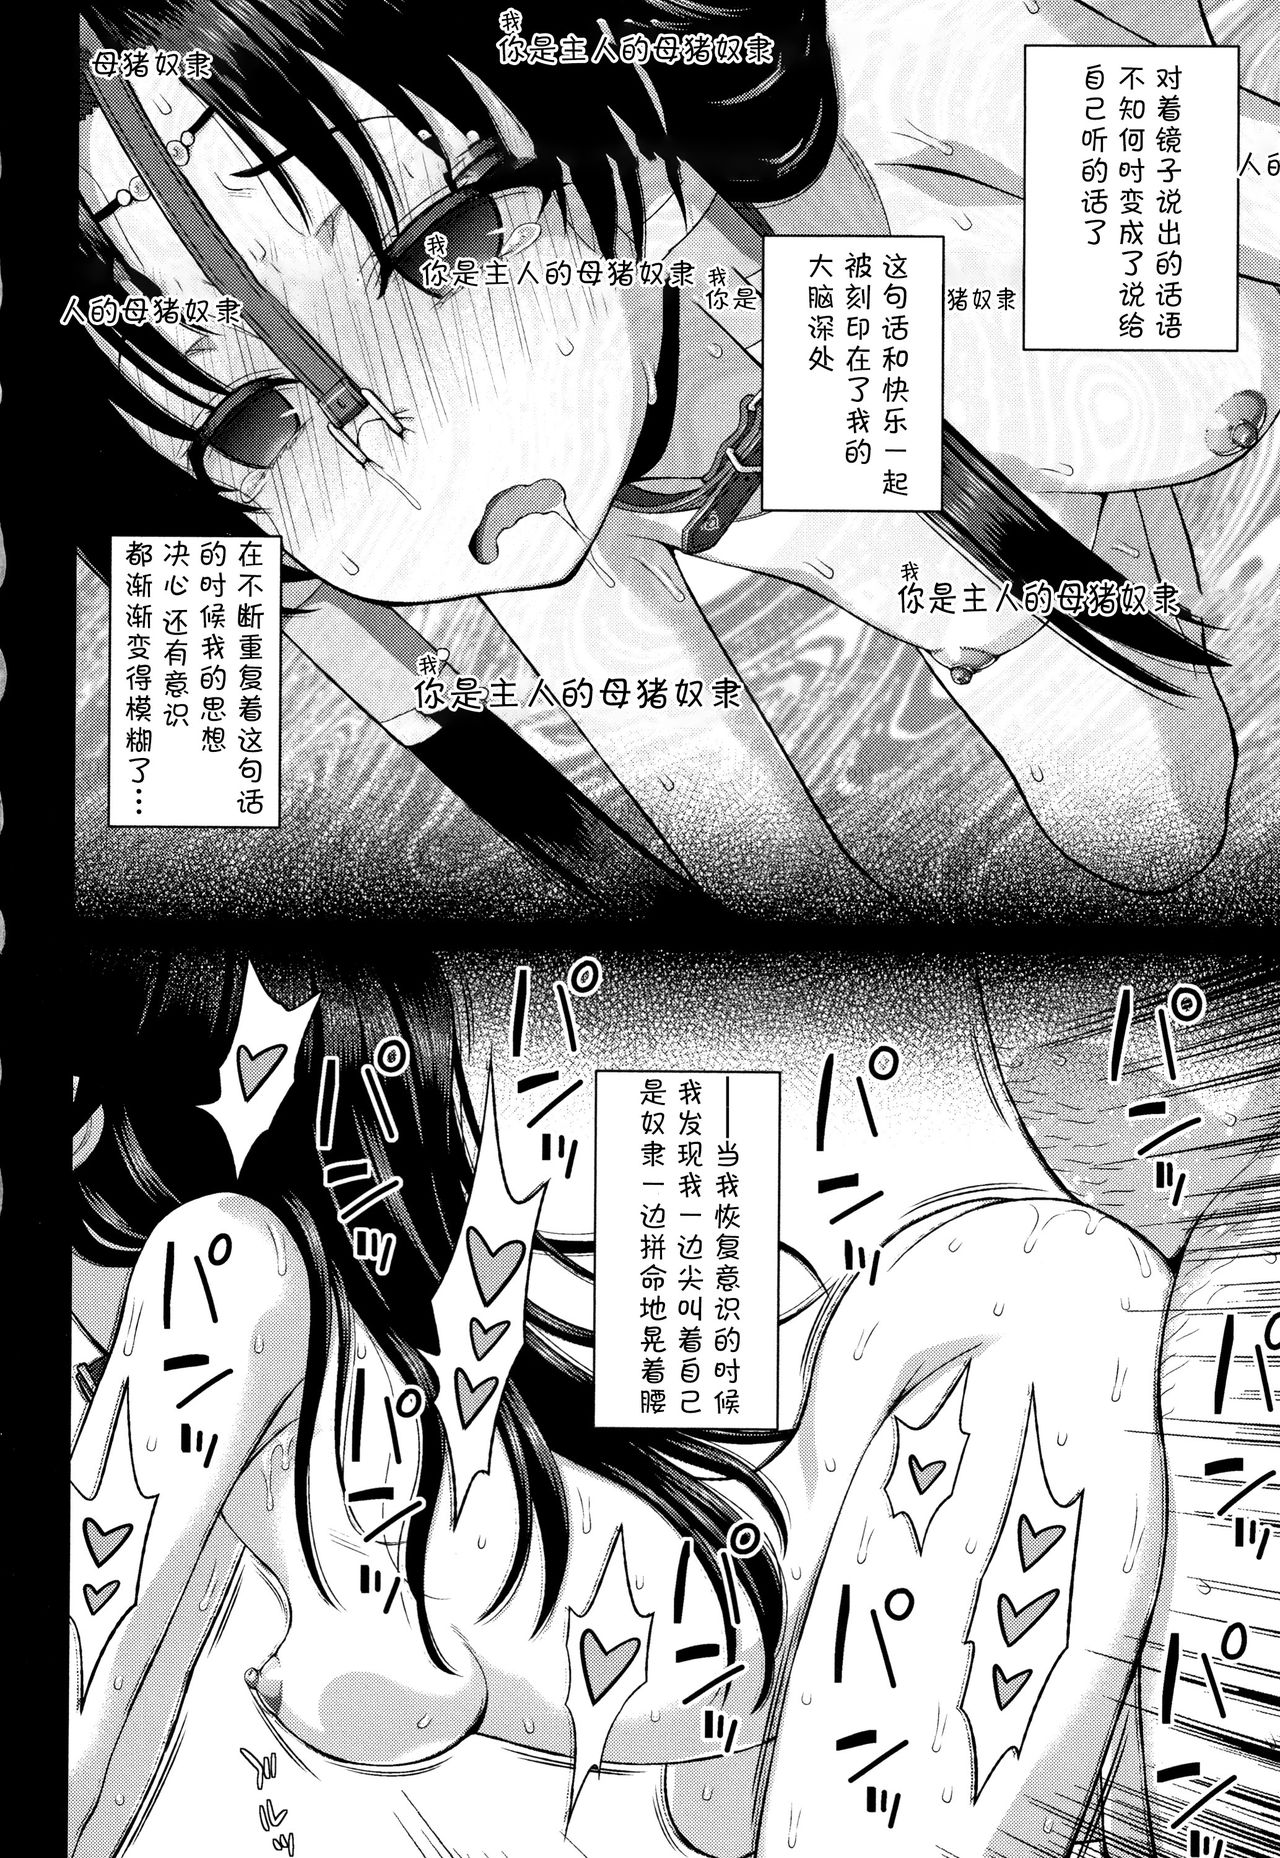 对着镜子说出的话语
不知何时变成了说给
自己听的话了
我
你是主人的母猪奴隶
母猪奴隶
人的
这句话和快乐一起
被刻印在了我的
大脑深处
我
你是主人的母猪奴隶
我
你是
猪奴隶
人的母猪奴隶
我
你是主人的母猪奴隶
我
你是主人的母猪奴隶
在不断重复着这句话
的时候我的思想
决心还有意识
都渐渐变得模糊了…
——当我恢复意识的时候
我发现我一边尖叫着自己
是奴隶一边拼命地晃着腰
パンッ
パンッ
パンッ
パンッ
パンッ
パンッ
パンッ
パンッ
パンッ